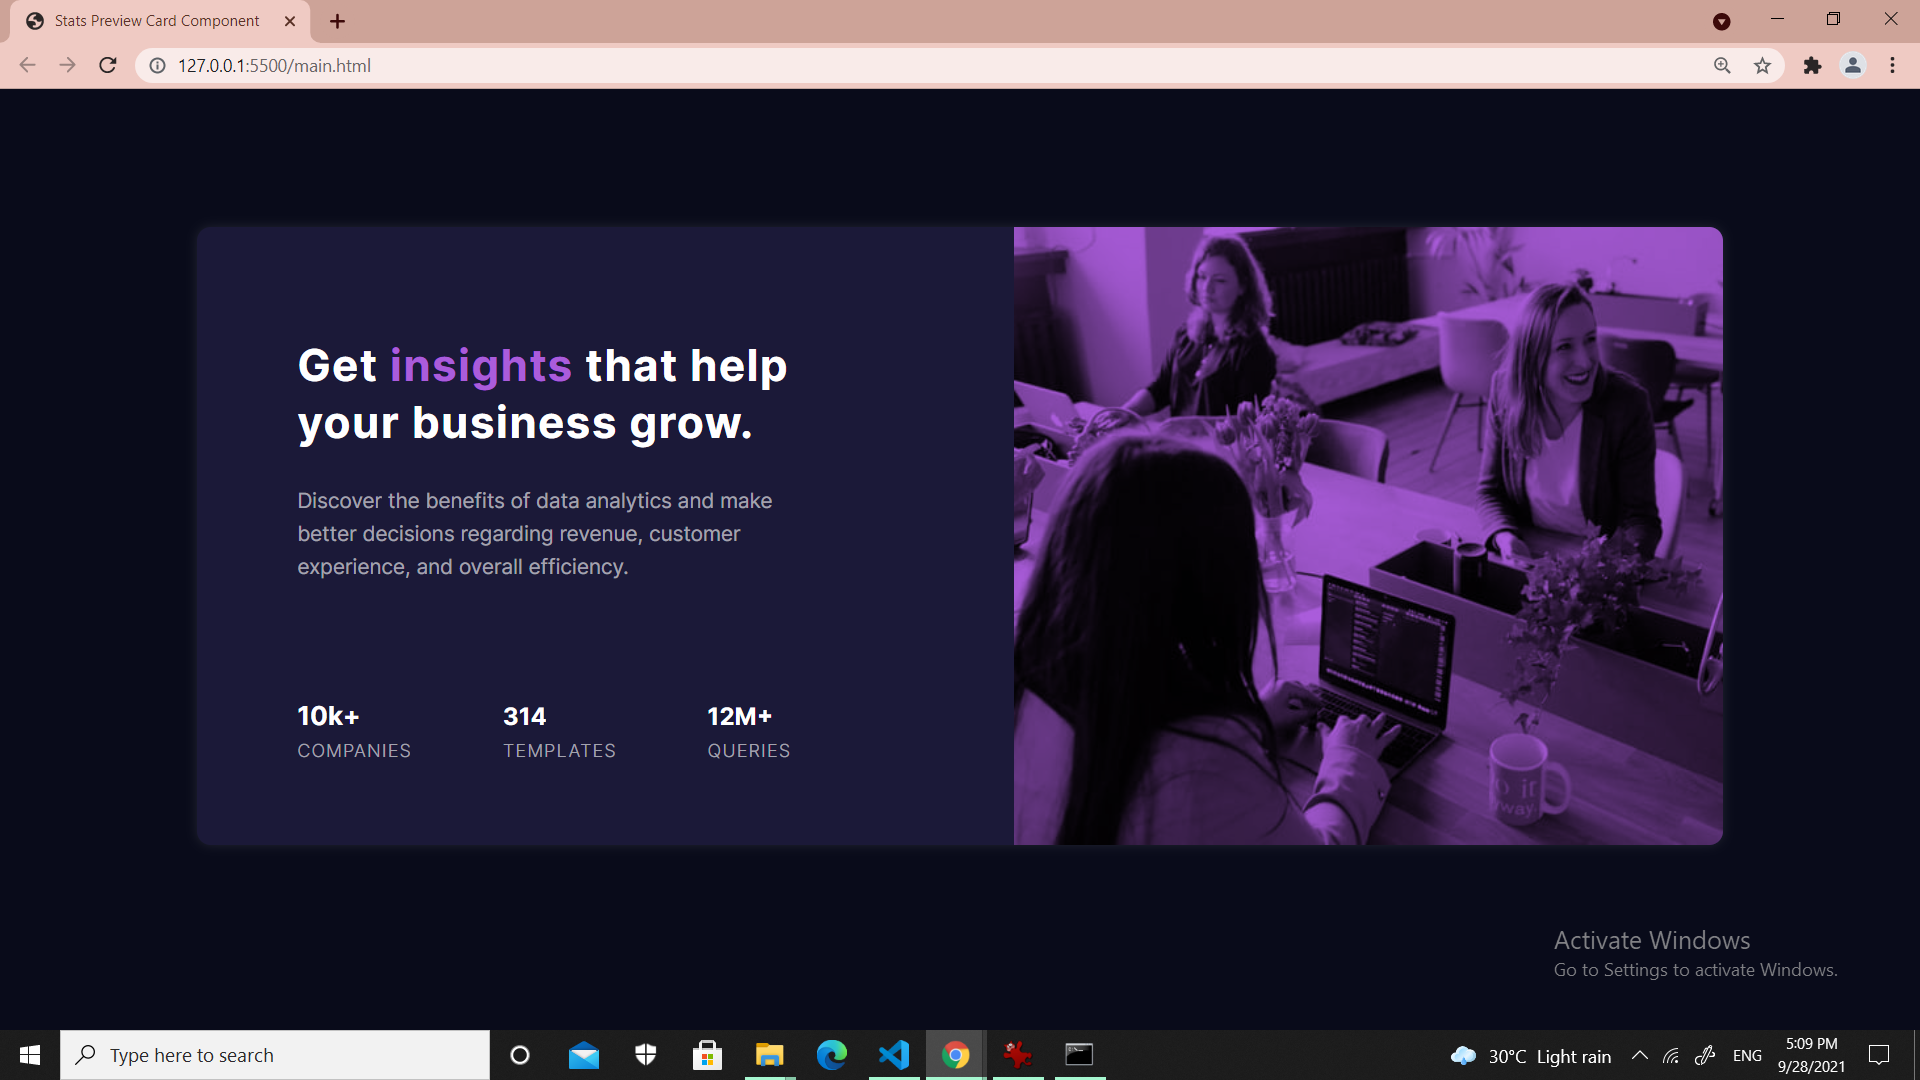 Stats Preview Card Component
127.0.0.1:5500/main.html
Get insights that help
your business grow.
Discover the benefits of data analytics and make
better decisions regarding revenue, customer
experience, and overall efficiency.
10k+ 314 12M+
COMPANIES TEMPLATES QUERIES
Activate Windows
Go to Settings to activate Windows.
Type here to search
30°C Light rain
ENG
5:09 PM
9/28/2021